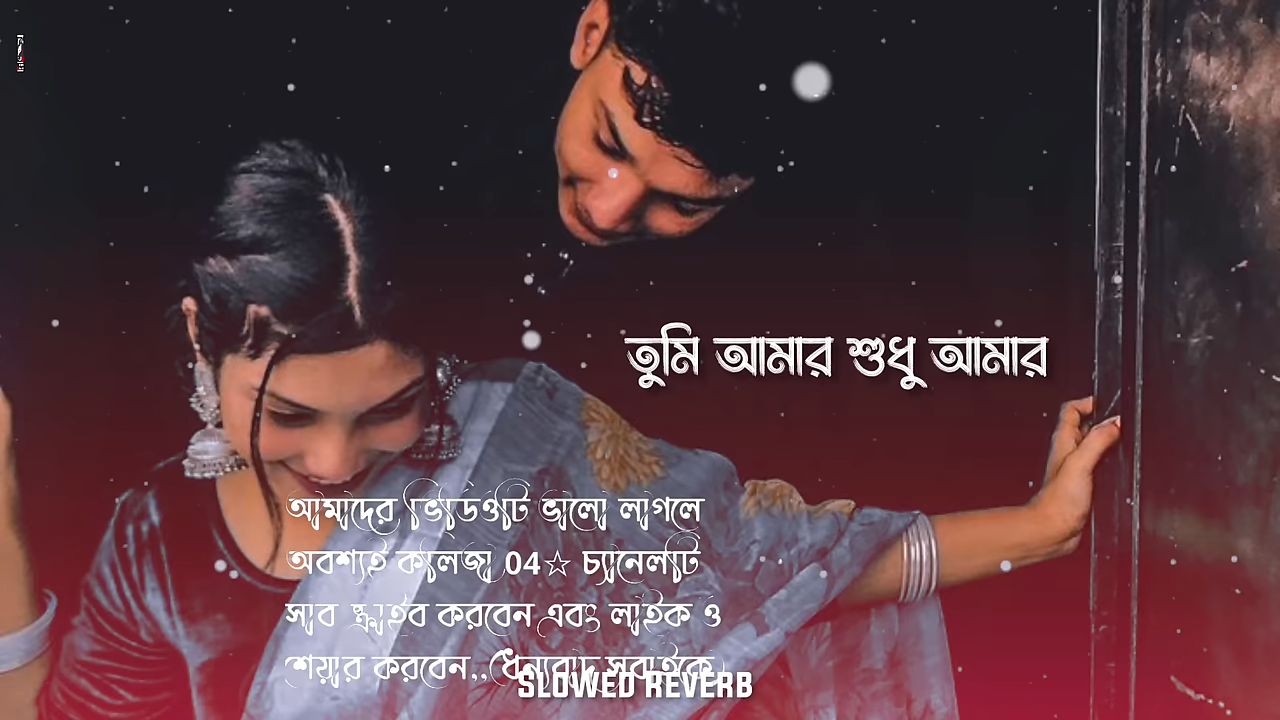 তুমি আমার শুধু আমার
আমাদের ভিডিওটি ভালো লাগলে
অবশ্যই কলিজা 04☆ চ্যানেলটি
সাব স্ক্রাইব করবেন এবং লাইক ও
শেয়ার করবেন,,ধন্যবাদ সবাইকে
SLOWED REVERB